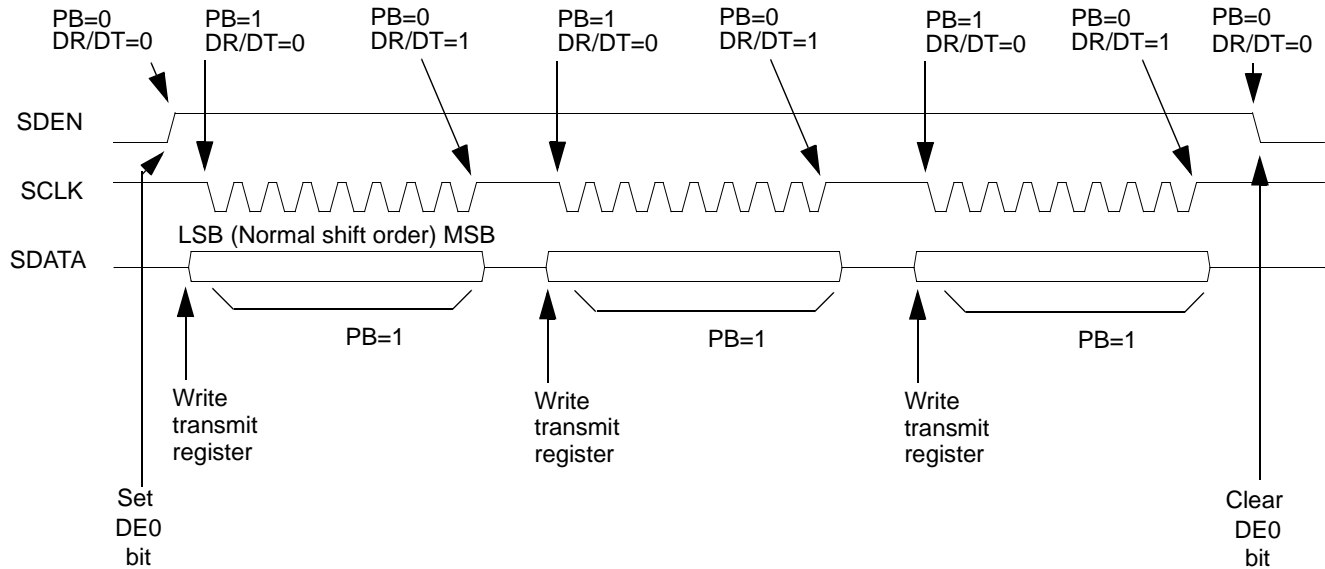 PB=0
DR/DT=0
PB=1
DR/DT=0
PB=0
DR/DT=1
PB=1
DR/DT=0
PB=0
DR/DT=1
PB=1
DR/DT=0
PB=0
DR/DT=1
PB=0
DR/DT=0
SDEN
SCLK
LSB (Normal shift order) MSB
SDATA
PB=1
PB=1
PB=1
Write
transmit
register
Write
transmit
register
Write
transmit
register
Set
DE0
bit
Clear
DE0
bit